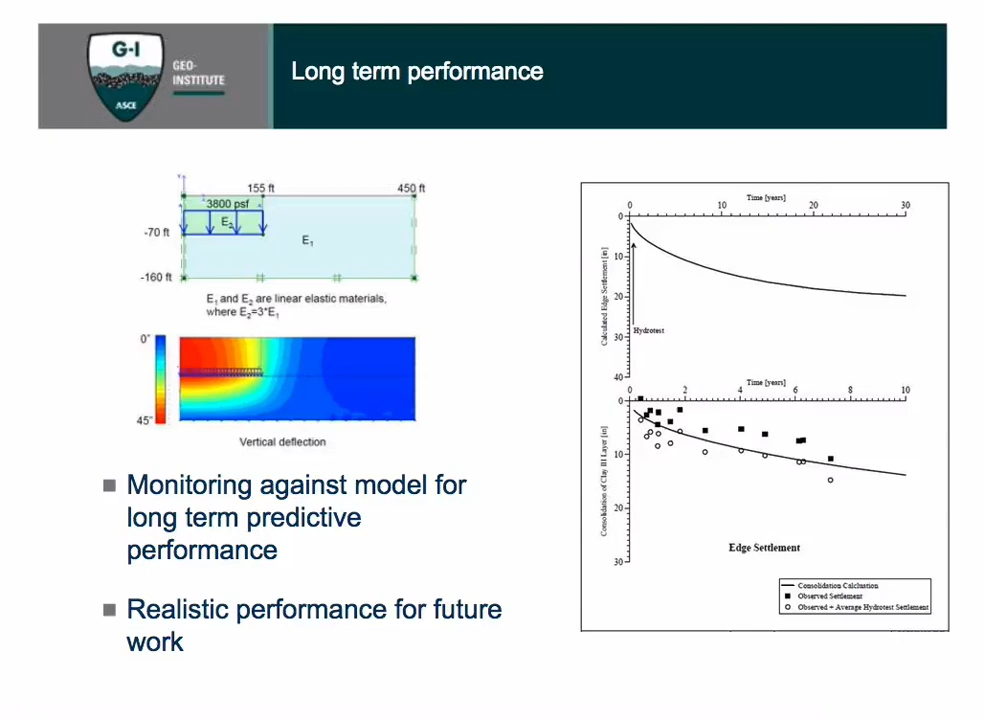 G-I
GEO-
INSTITUTE
ASCE
Long term performance
Y
155 ft
450 ft
3800 psf
E2
E1
-70 ft
-160 ft
E1 and E2 are linear elastic materials,
where E2=3*E1
0"
45"
Vertical deflection
Monitoring against model for
long term predictive
performance
Realistic performance for future
work
Time [years]
0 10 20 30
0
10
20
30
40
Calculated Edge Settlement [in]
Hydrotest
Time [years]
0 2 4 6 8 10
0
10
20
30
Consolidation of Clay III Layer [in]
Edge Settlement
Consolidation Calcluation
Observed Settlement
Observed + Average Hydrotest Settlement